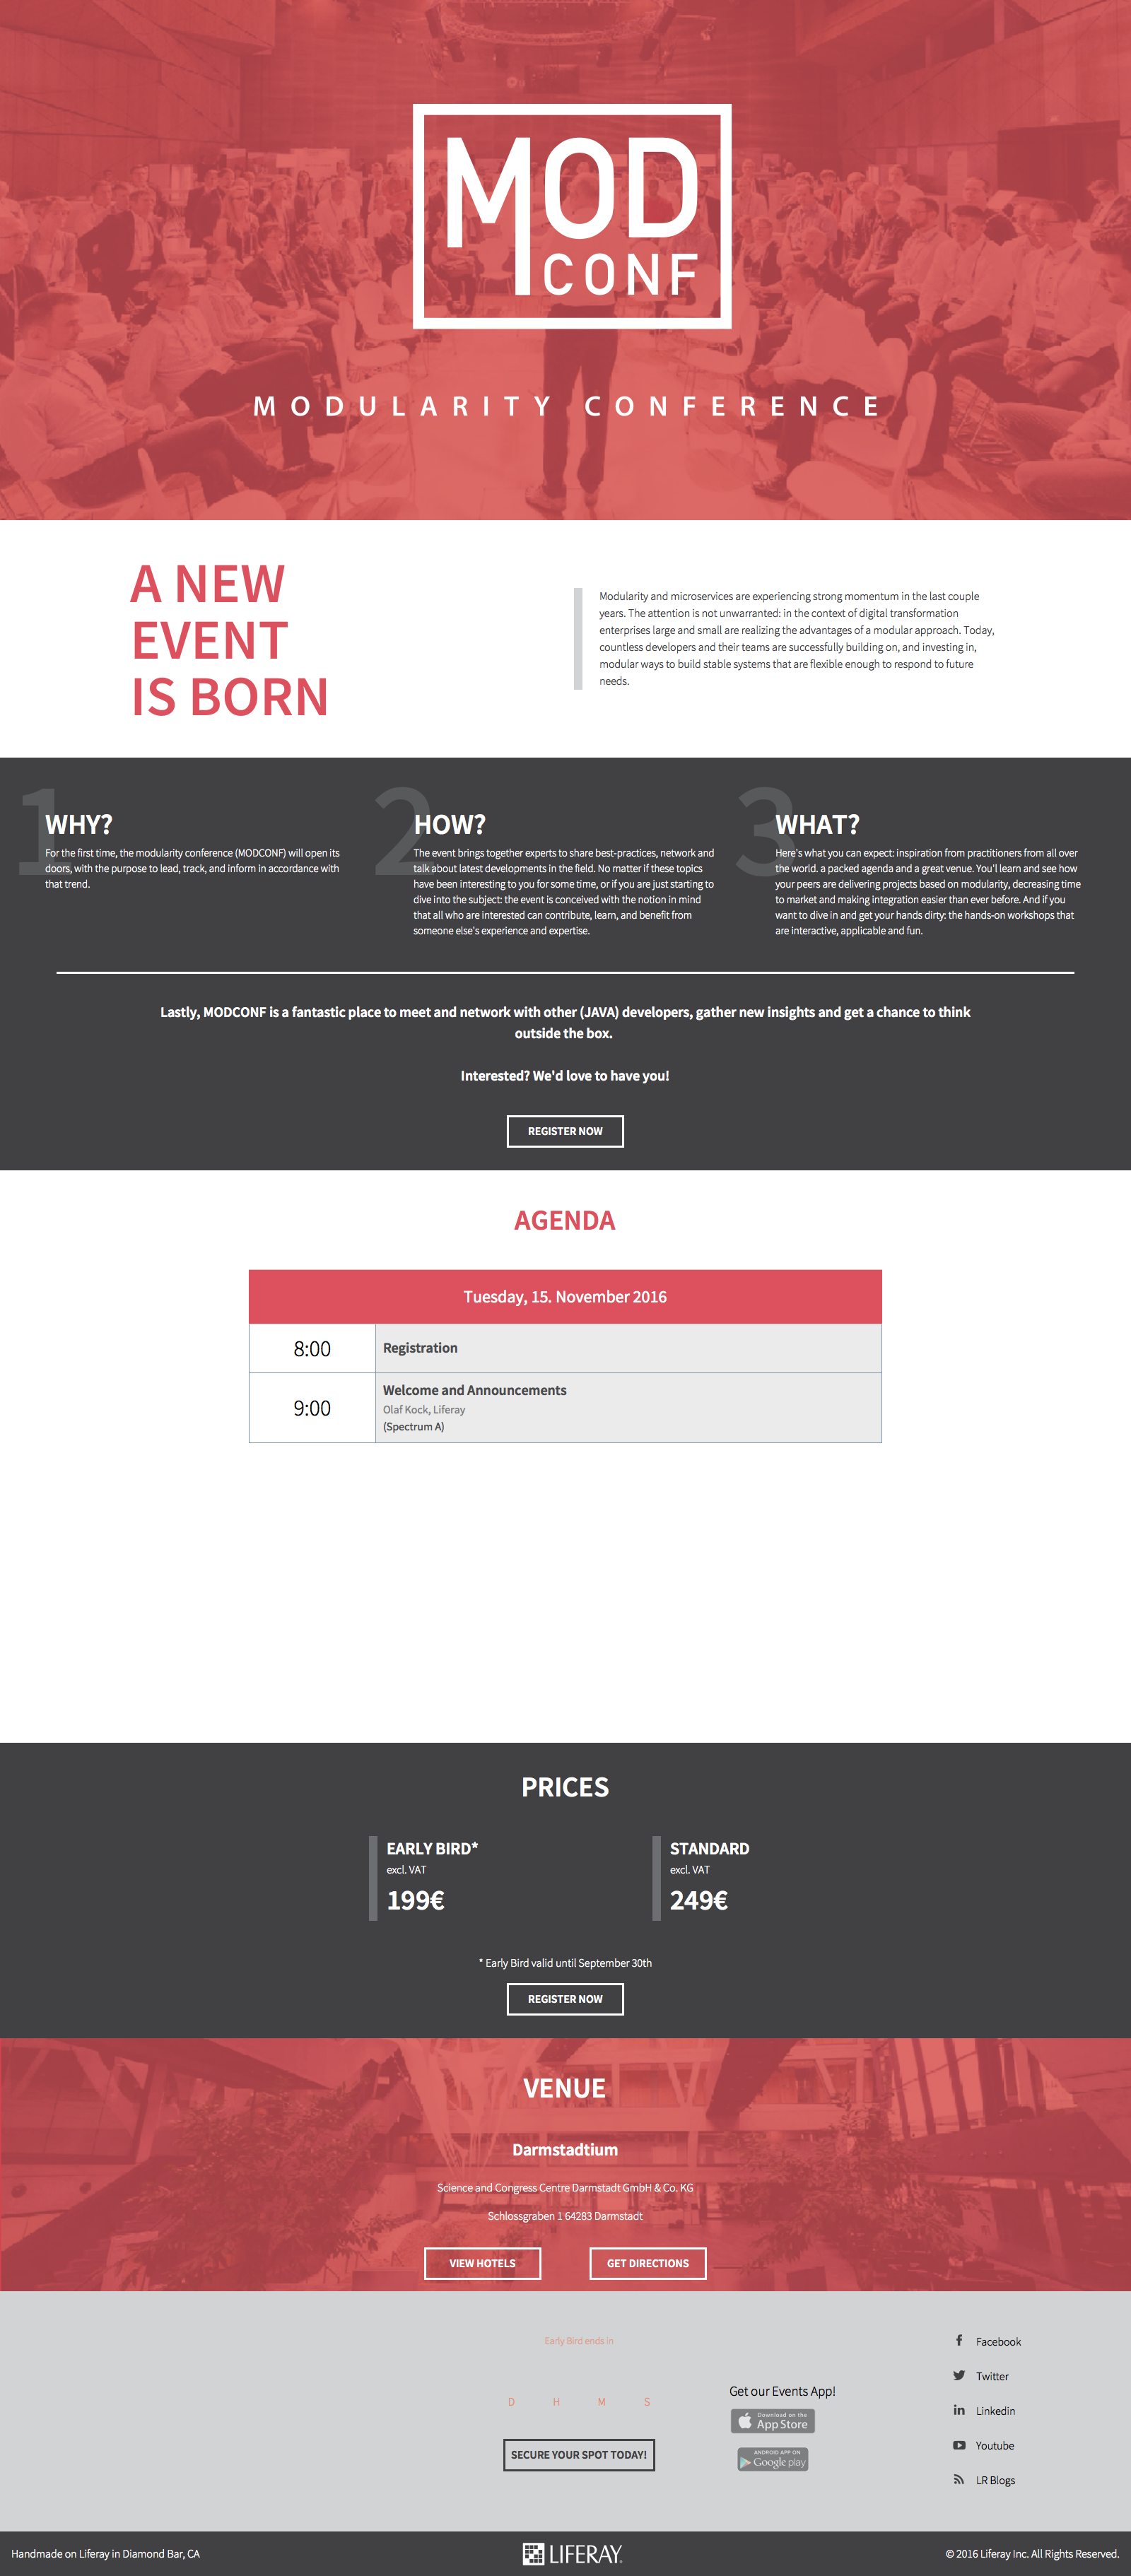 MOD
CONF
MODULARITY CONFERENCE
A NEW
EVENT
IS BORN
Modularity and microservices are experiencing strong momentum in the last couple
years. The attention is not unwarranted: in the context of digital transformation
enterprises large and small are realizing the advantages of a modular approach. Today,
countless developers and their teams are successfully building on, and investing in,
modular ways to build stable systems that are flexible enough to respond to future
needs.
1
WHY?
For the first time, the modularity conference (MODCONF) will open its
doors, with the purpose to lead, track, and inform in accordance with
that trend.
2
HOW?
The event brings together experts to share best-practices, network and
talk about latest developments in the field. No matter if these topics
have been interesting to you for some time, or if you are just starting to
dive into the subject: the event is conceived with the notion in mind
that all who are interested can contribute, learn, and benefit from
someone else's experience and expertise.
3
WHAT?
Here's what you can expect: inspiration from practitioners from all over
the world. a packed agenda and a great venue. You'l learn and see how
your peers are delivering projects based on modularity, decreasing time
to market and making integration easier than ever before. And if you
want to dive in and get your hands dirty: the hands-on workshops that
are interactive, applicable and fun.
Lastly, MODCONF is a fantastic place to meet and network with other (JAVA) developers, gather new insights and get a chance to think
outside the box.
Interested? We'd love to have you!
REGISTER NOW
AGENDA
Tuesday, 15. November 2016
8:00
Registration
9:00
Welcome and Announcements
Olaf Kock, Liferay
(Spectrum A)
PRICES
EARLY BIRD*
excl. VAT
199€
STANDARD
excl. VAT
249€
* Early Bird valid until September 30th
REGISTER NOW
VENUE
Darmstadtium
Science and Congress Centre Darmstadt GmbH & Co. KG
Schlossgraben 1 64283 Darmstadt
VIEW HOTELS
GET DIRECTIONS
Early Bird ends in
D H M S
SECURE YOUR SPOT TODAY!
Get our Events App!
Download on the
App Store
ANDROID APP ON
Google play
Facebook
Twitter
Linkedin
Youtube
LR Blogs
Handmade on Liferay in Diamond Bar, CA
LIFERAY.
© 2016 Liferay Inc. All Rights Reserved.